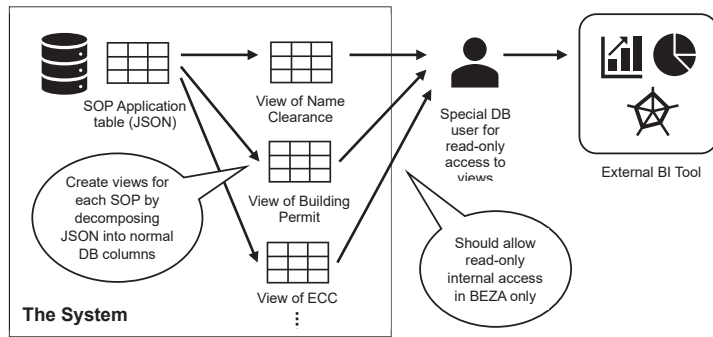 SOP Application
table (JSON)
View of Name
Clearance
Special DB
user for
read-only
access to
views
External BI Tool
Create views for
each SOP by
decomposing
JSON into normal
DB columns
View of Building
Permit
Should allow
read-only
internal access
in BEZA only
View of ECC
⋮
The System